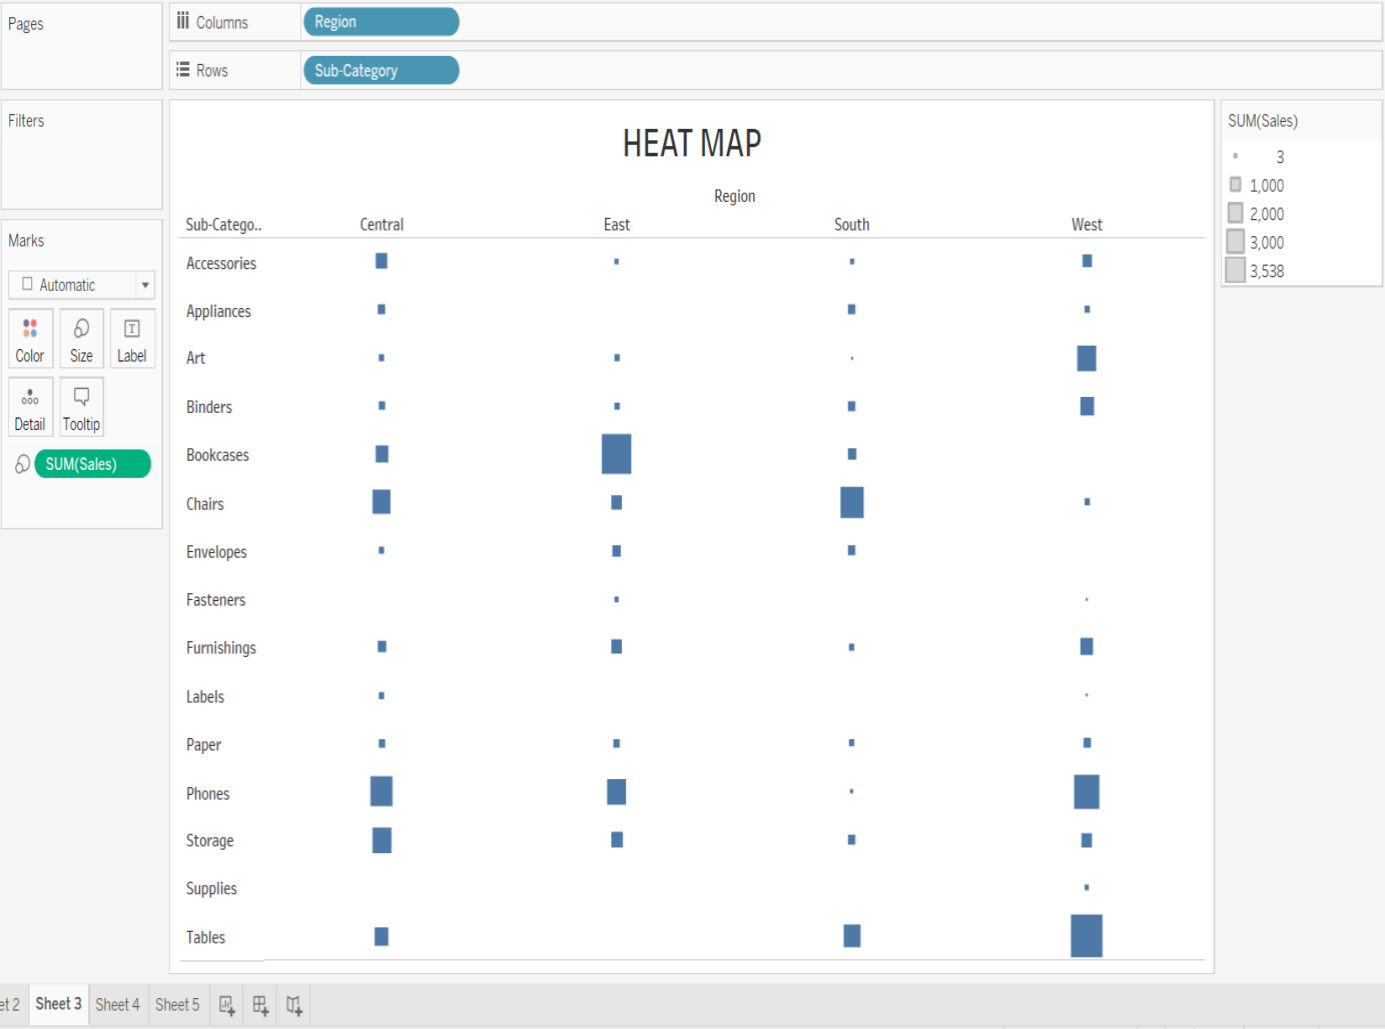 Pages
Columns Region
Rows Sub-Category
Filters
Marks
Automatic
Color Size Label
Detail Tooltip
SUM(Sales)
HEAT MAP
Region
Sub-Catego.. Central East South West
Accessories
Appliances
Art
Binders
Bookcases
Chairs
Envelopes
Fasteners
Furnishings
Labels
Paper
Phones
Storage
Supplies
Tables
SUM(Sales)
3
1,000
2,000
3,000
3,538
et 2 Sheet 3 Sheet 4 Sheet 5